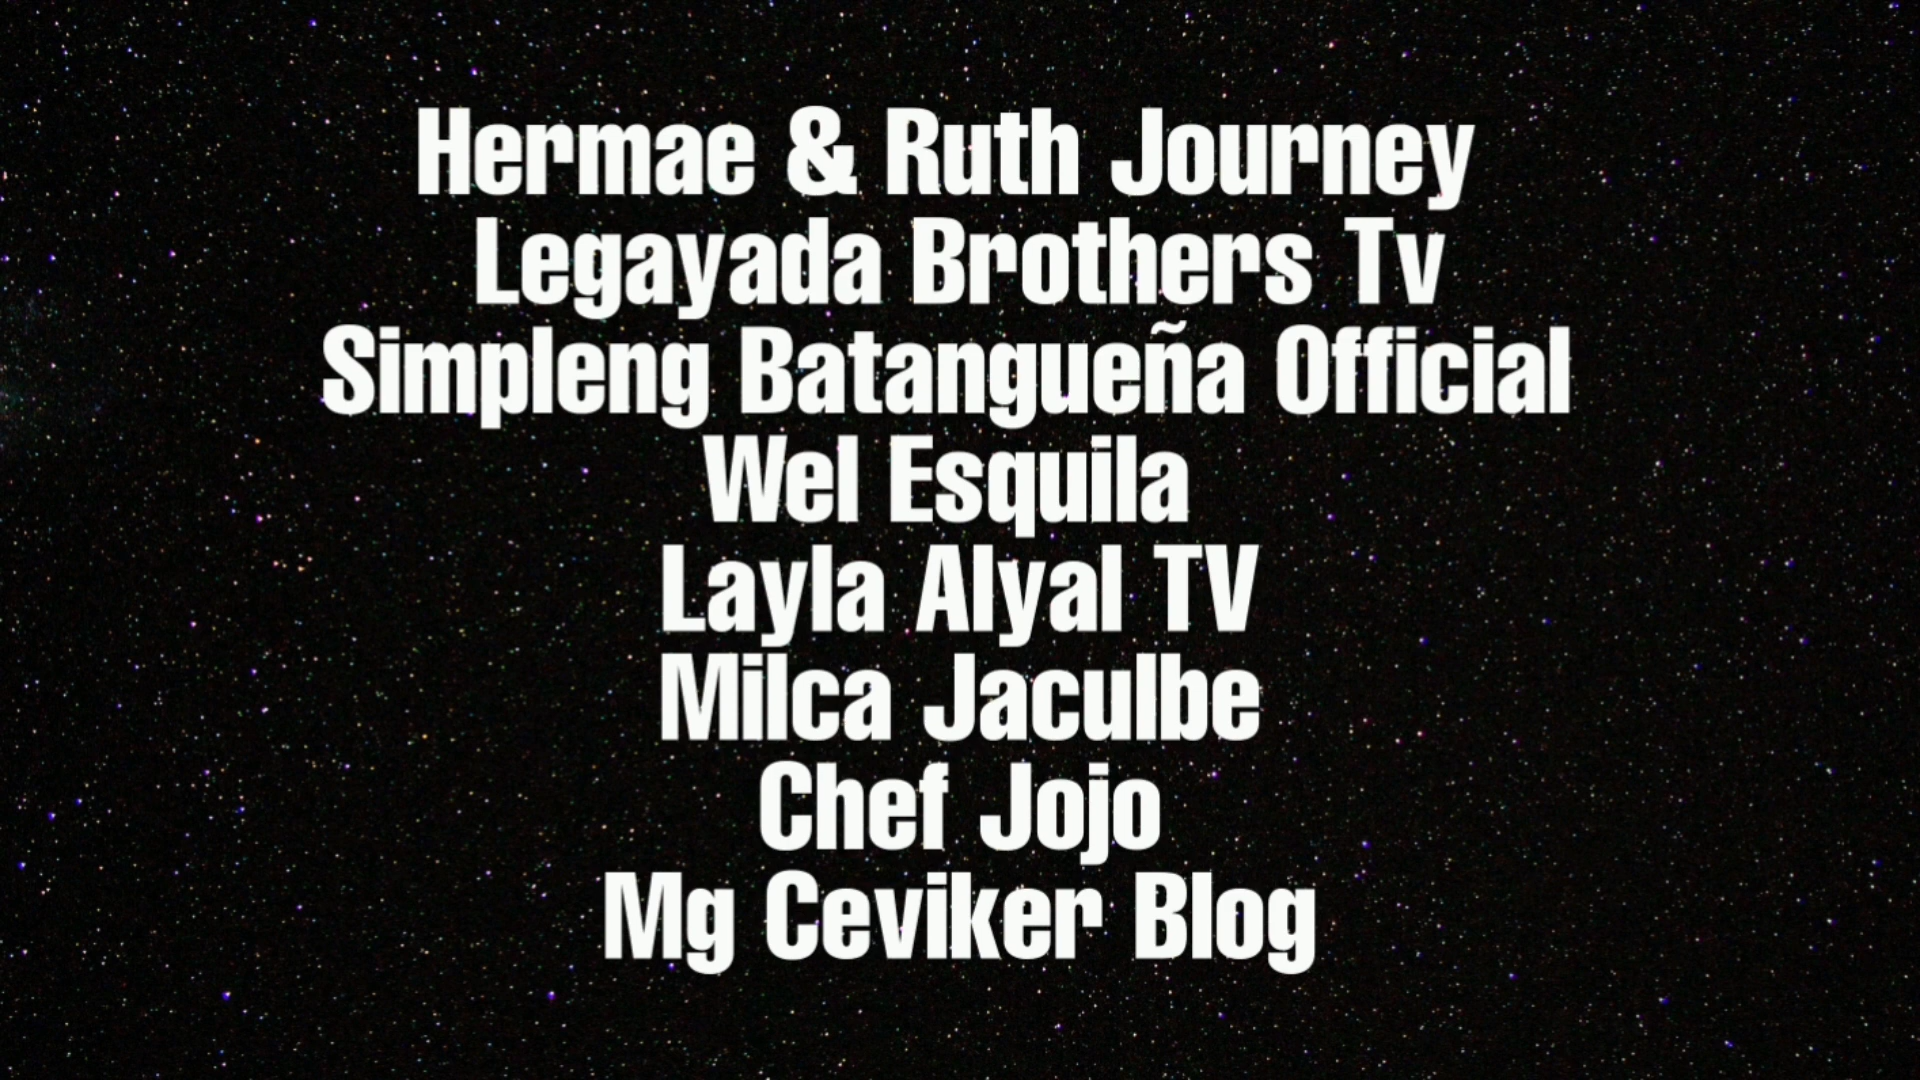 Hermae & Ruth Journey
Legayada Brothers Tv
Simpleng Batangueña Official
Wel Esquila
Layla Alyal TV
Milca Jaculbe
Chef Jojo
Mg Ceviker Blog